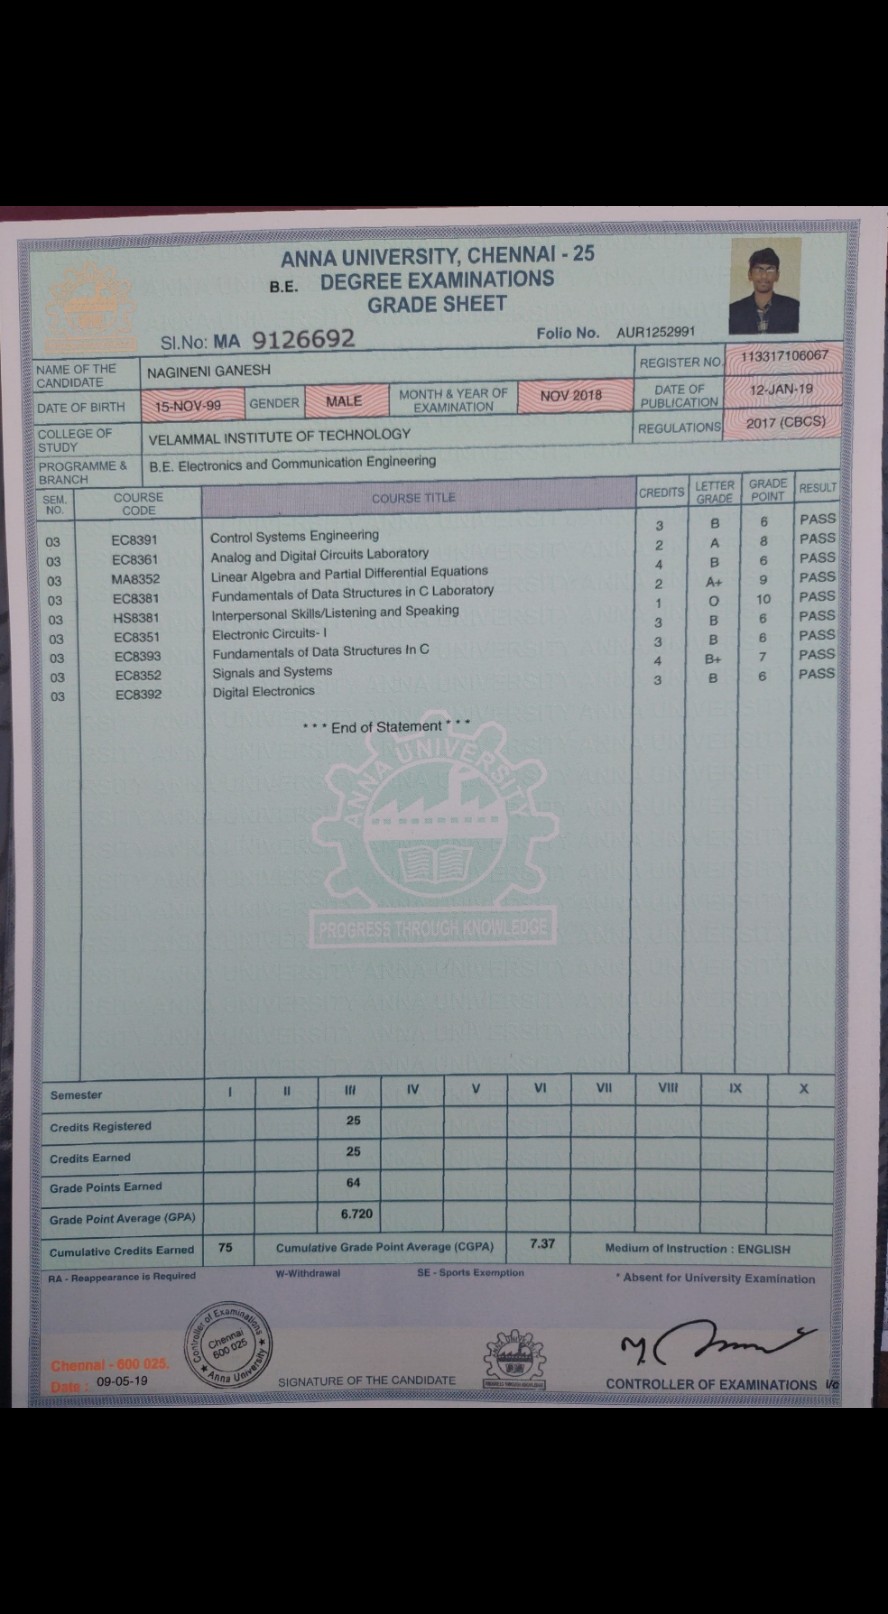 ANNA UNIVERSITY, CHENNAI - 25
B.E. DEGREE EXAMINATIONS
GRADE SHEET
Sl.No: MA 9126692 Folio No. AUR1252991
NAME OF THE CANDIDATE NAGINENI GANESH REGISTER NO. 113317106067
DATE OF BIRTH 15-NOV-99 GENDER MALE MONTH & YEAR OF EXAMINATION NOV 2018 DATE OF PUBLICATION 12-JAN-19
COLLEGE OF STUDY VELAMMAL INSTITUTE OF TECHNOLOGY REGULATIONS 2017 (CBCS)
PROGRAMME & BRANCH B.E. Electronics and Communication Engineering
SEM. NO. COURSE CODE COURSE TITLE CREDITS LETTER GRADE GRADE POINT RESULT
03 EC8391 Control Systems Engineering 3 B 6 PASS
03 EC8361 Analog and Digital Circuits Laboratory 2 A 8 PASS
03 MA8352 Linear Algebra and Partial Differential Equations 4 B 6 PASS
03 EC8381 Fundamentals of Data Structures in C Laboratory 2 A+ 9 PASS
03 HS8381 Interpersonal Skills/Listening and Speaking 1 O 10 PASS
03 EC8351 Electronic Circuits- I 3 B 6 PASS
03 EC8393 Fundamentals of Data Structures In C 3 B 6 PASS
03 EC8352 Signals and Systems 4 B+ 7 PASS
03 EC8392 Digital Electronics 3 B 6 PASS
* * * End of Statement * * *
ANNA UNIVERSITY
PROGRESS THROUGH KNOWLEDGE
Semester I II III IV V VI VII VIII IX X
Credits Registered 25
Credits Earned 25
Grade Points Earned 64
Grade Point Average (GPA) 6.720
Cumulative Credits Earned 75 Cumulative Grade Point Average (CGPA) 7.37 Medium of Instruction : ENGLISH
RA - Reappearance is Required W-Withdrawal SE - Sports Exemption * Absent for University Examination
Controller of Examinations
Chennai
600 025
Anna University
Chennai - 600 025.
Date : 09-05-19 SIGNATURE OF THE CANDIDATE CONTROLLER OF EXAMINATIONS I/c